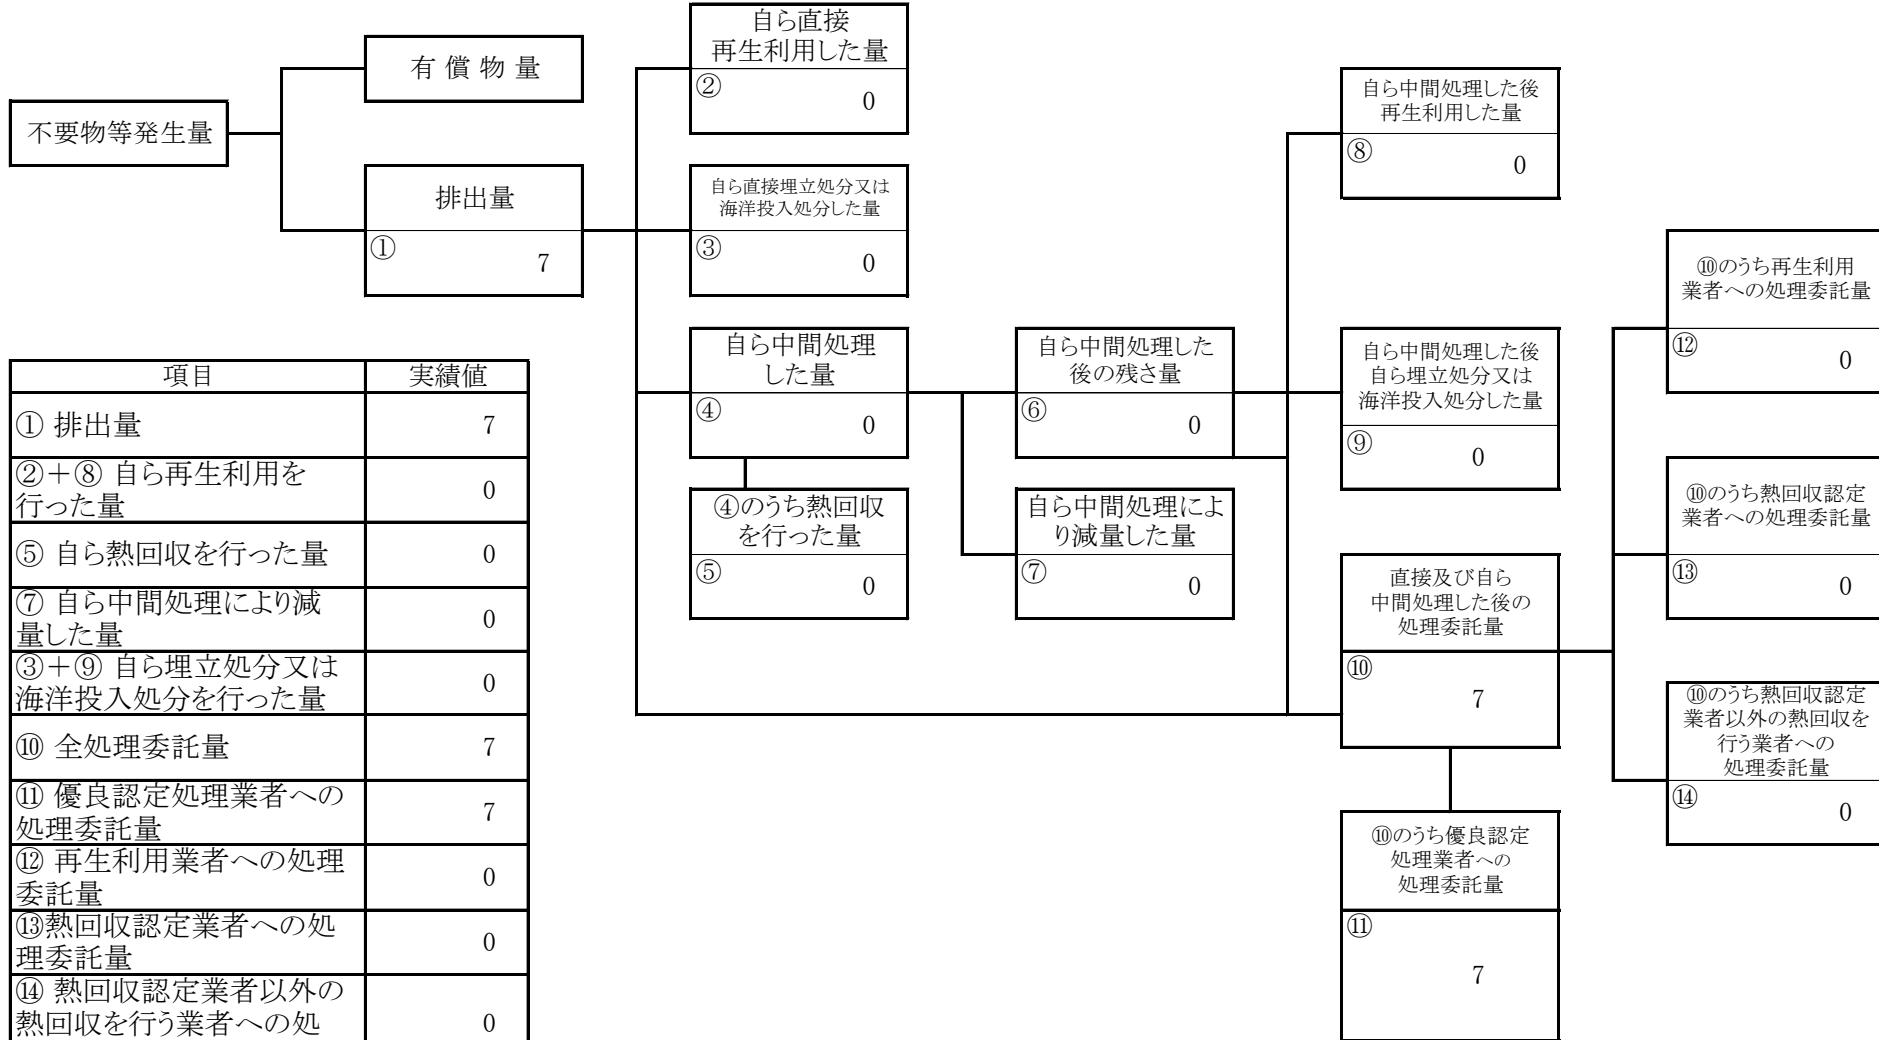 不要物等発生量
有 償 物 量
排出量
①
7
自ら直接
再生利用した量
②
0
自ら直接埋立処分又は
海洋投入処分した量
③
0
自ら中間処理
した量
④
0
④のうち熱回収
を行った量
⑤
0
自ら中間処理した
後の残さ量
⑥
0
自ら中間処理によ
り減量した量
⑦
0
自ら中間処理した後
再生利用した量
⑧
0
自ら中間処理した後
自ら埋立処分又は
海洋投入処分した量
⑨
0
直接及び自ら
中間処理した後の
処理委託量
⑩
7
⑩のうち優良認定
処理業者への
処理委託量
⑪
7
⑩のうち再生利用
業者への処理委託量
⑫
0
⑩のうち熱回収認定
業者への処理委託量
⑬
0
⑩のうち熱回収認定
業者以外の熱回収を
行う業者への
処理委託量
⑭
0
項目 実績値
① 排出量 7
②＋⑧ 自ら再生利用を
行った量 0
⑤ 自ら熱回収を行った量 0
⑦ 自ら中間処理により減
量した量 0
③＋⑨ 自ら埋立処分又は
海洋投入処分を行った量 0
⑩ 全処理委託量 7
⑪ 優良認定処理業者への
処理委託量 7
⑫ 再生利用業者への処理
委託量 0
⑬熱回収認定業者への処
理委託量 0
⑭ 熱回収認定業者以外の
熱回収を行う業者への処 0